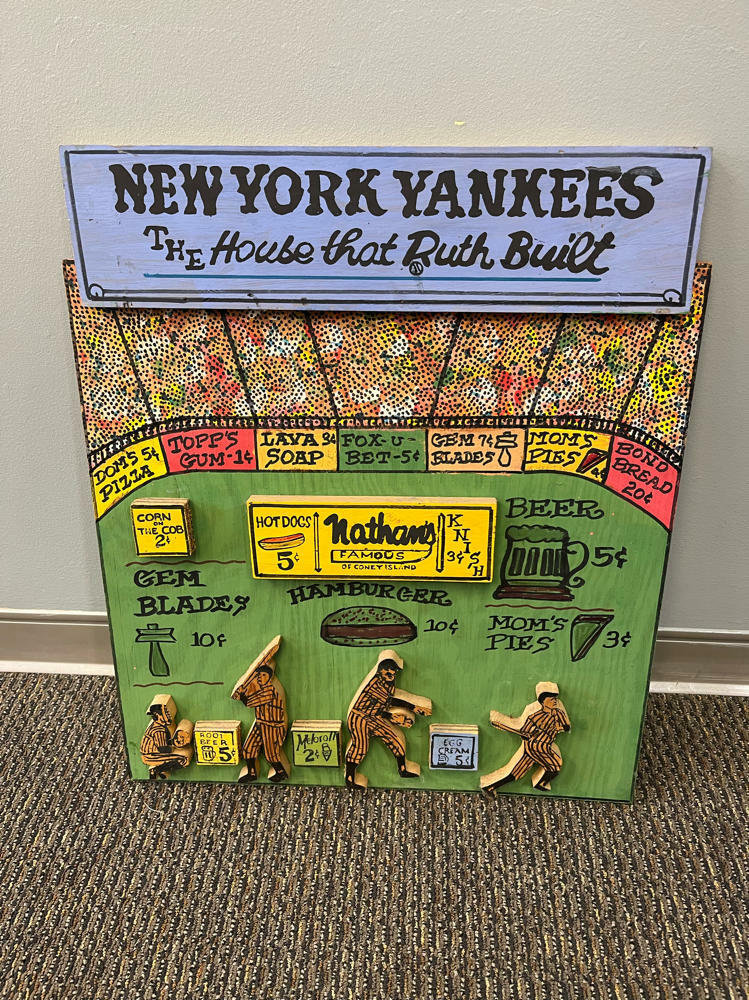 NEW YORK YANKEES
THE House that Ruth Built
DOM'S 5¢
PIZZA
TOPP'S
GUM-1¢
LAVA 9¢
SOAP
FOX-U-
BET-5¢
GEM 7¢
BLADES
MOM'S
PIES 4¢
BOND
BREAD
20¢
CORN
ON
THE COB
2¢
HOT DOGS
5¢
Nathan's
FAMOUS
OF CONEY ISLAND
KNISH
3¢
BEER
5¢
GEM
BLADES
10¢
HAMBURGER
10¢
MOM'S
PIES 3¢
ROOT
BEER
5¢
Meloroll
2¢
EGG
CREAM
5¢